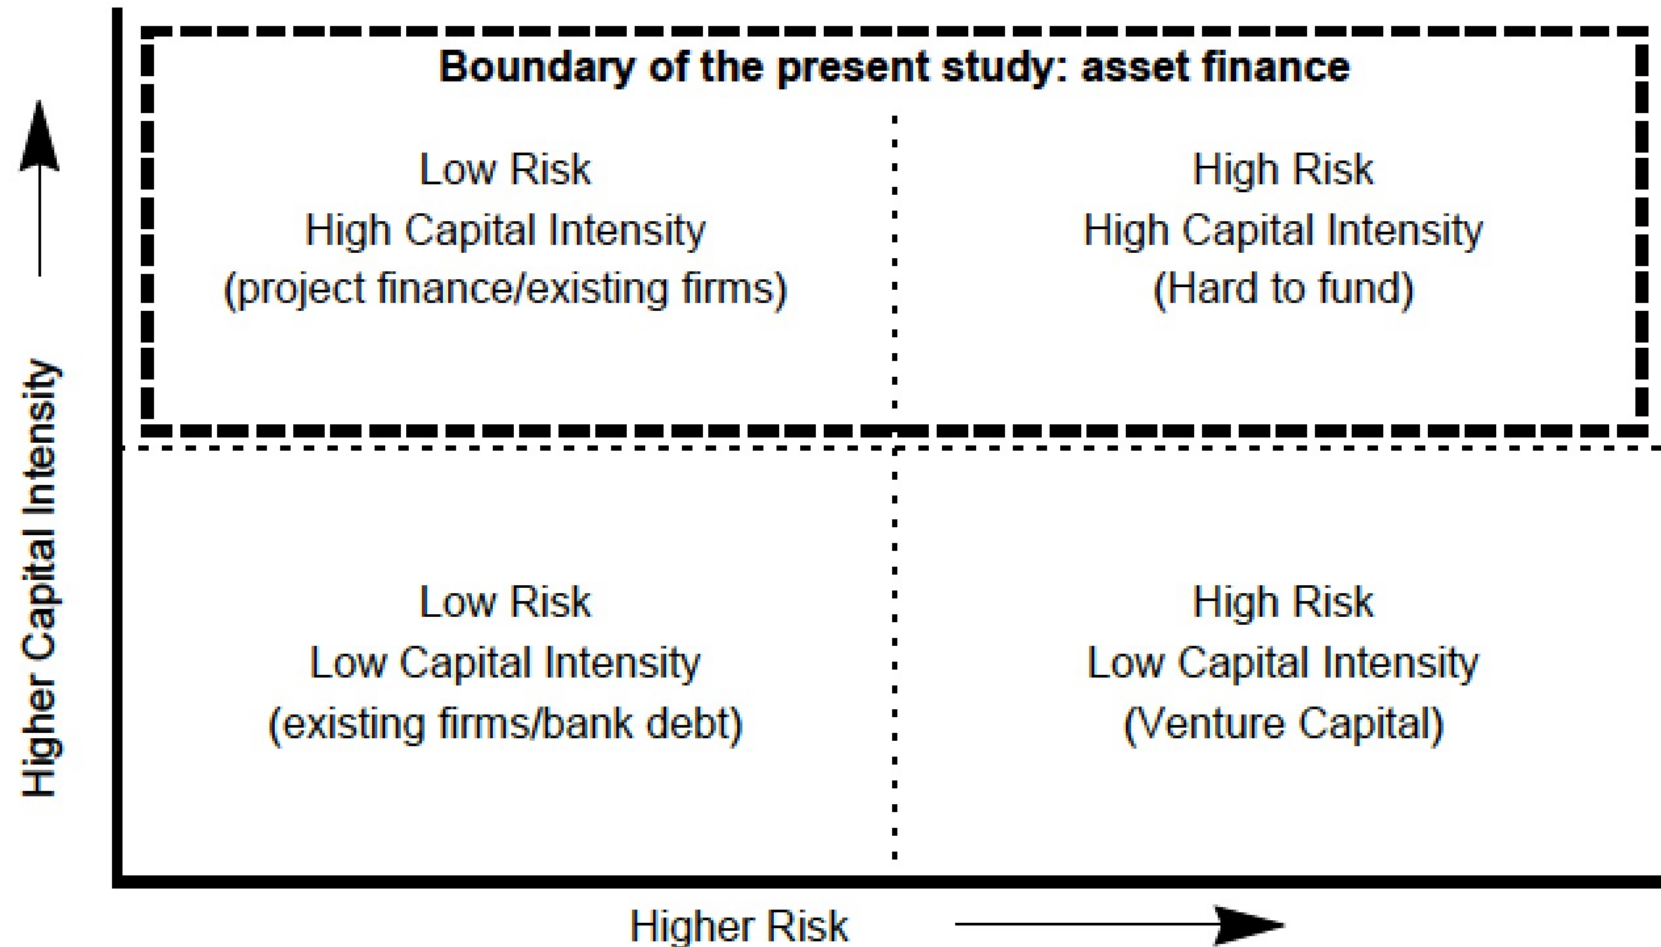 Boundary of the present study: asset finance
Low Risk
High Capital Intensity
(project finance/existing firms)
High Risk
High Capital Intensity
(Hard to fund)
Higher Capital Intensity
Low Risk
Low Capital Intensity
(existing firms/bank debt)
High Risk
Low Capital Intensity
(Venture Capital)
Higher Risk